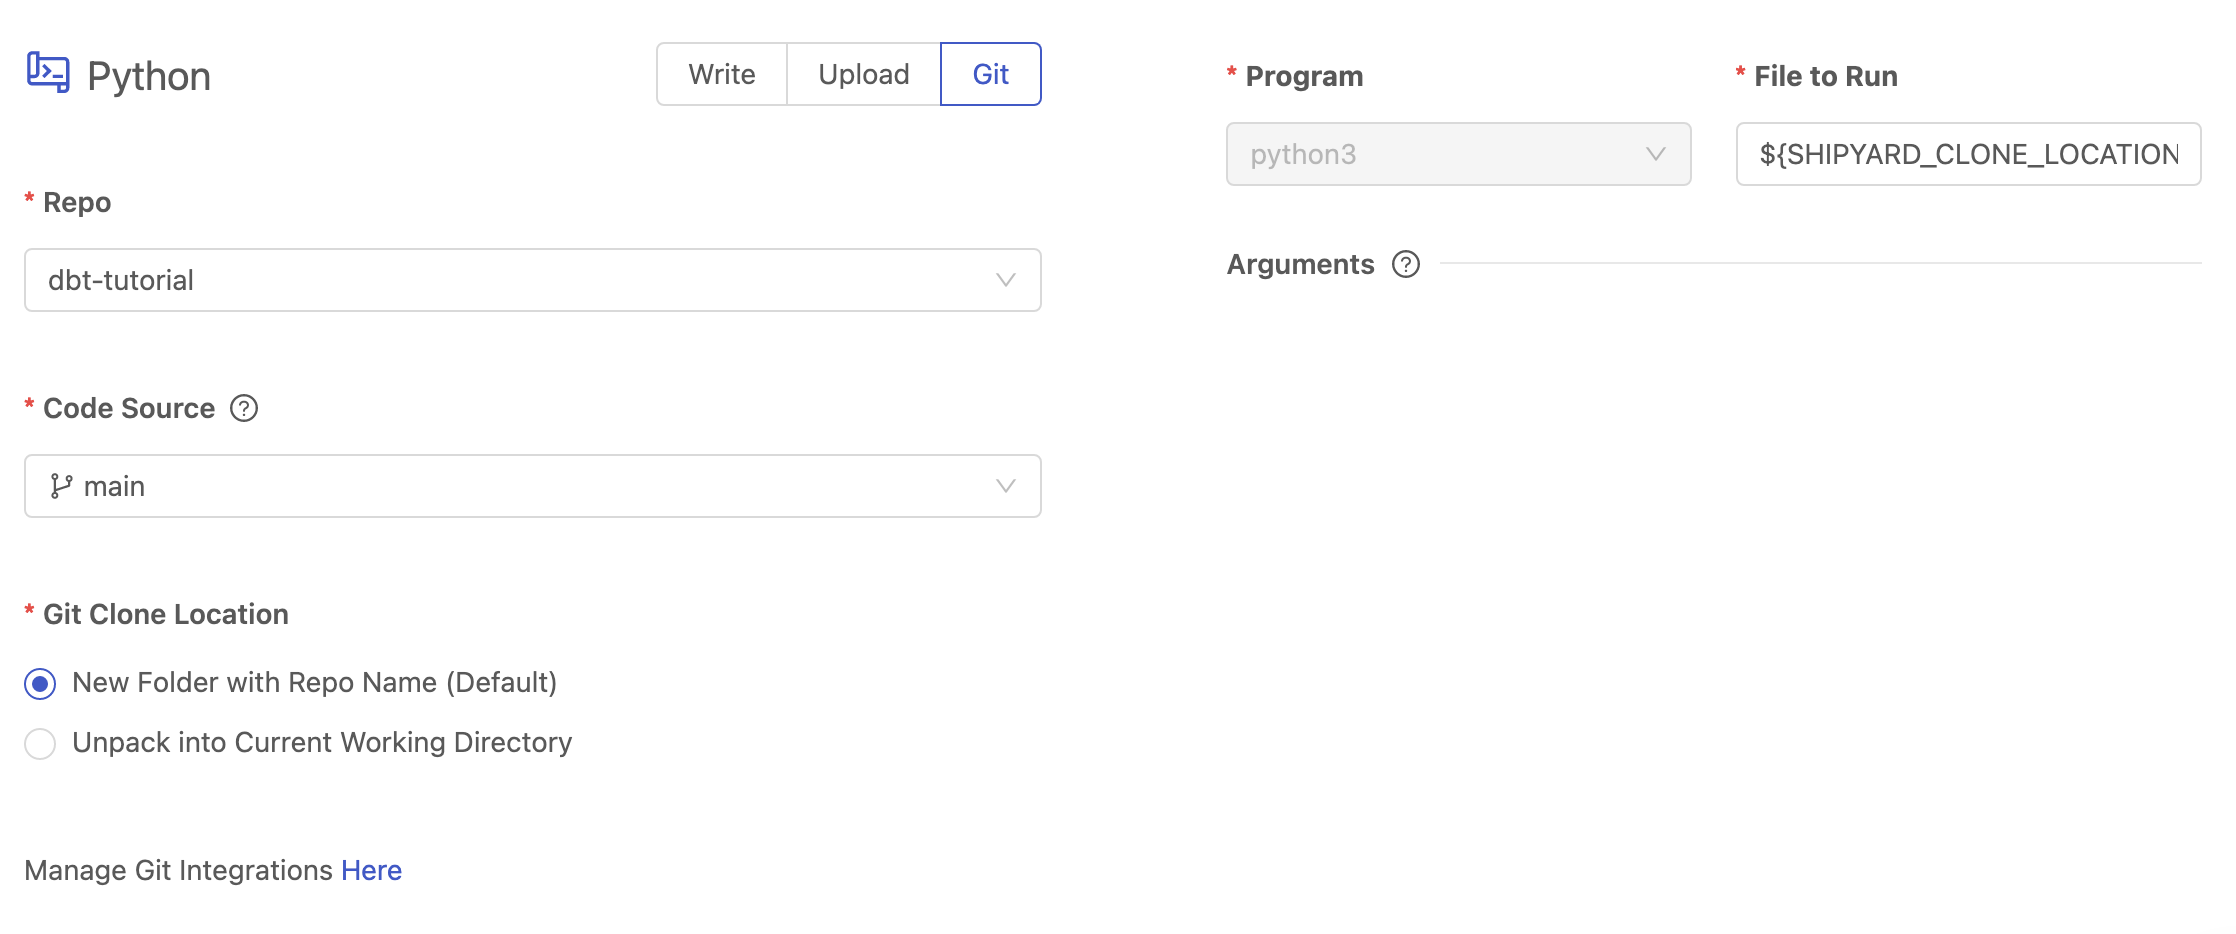 Python
Write
Upload
Git
* Repo
dbt-tutorial
* Code Source ?
main
* Git Clone Location
New Folder with Repo Name (Default)
Unpack into Current Working Directory
Manage Git Integrations Here
* Program
python3
* File to Run
${SHIPYARD_CLONE_LOCATION
Arguments ?